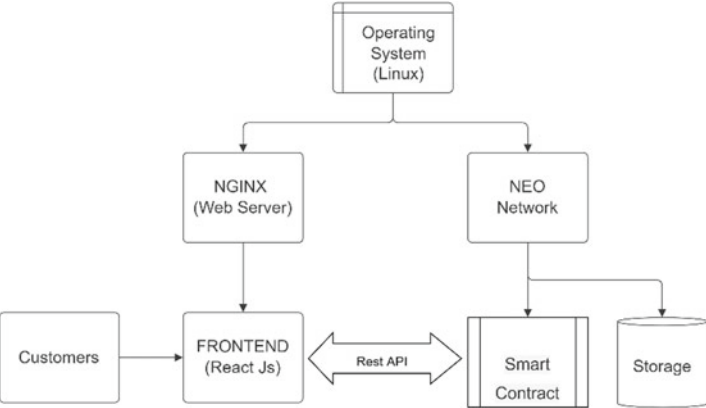 Operating
System
(Linux)
NGINX
(Web Server)
NEO
Network
Customers
FRONTEND
(React Js)
Rest API
Smart
Contract
Storage